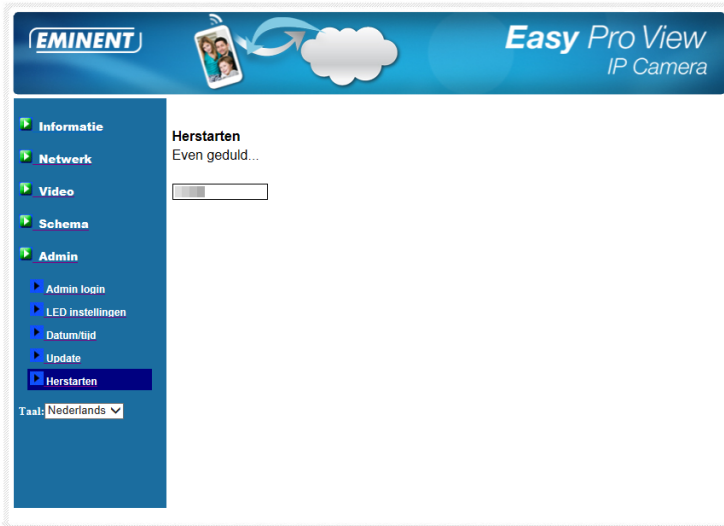 EMINENT
Easy Pro View
IP Camera
Informatie
Netwerk
Video
Schema
Admin
Admin login
LED instellingen
Datum/tijd
Update
Herstarten
Taal: Nederlands
Herstarten
Even geduld...